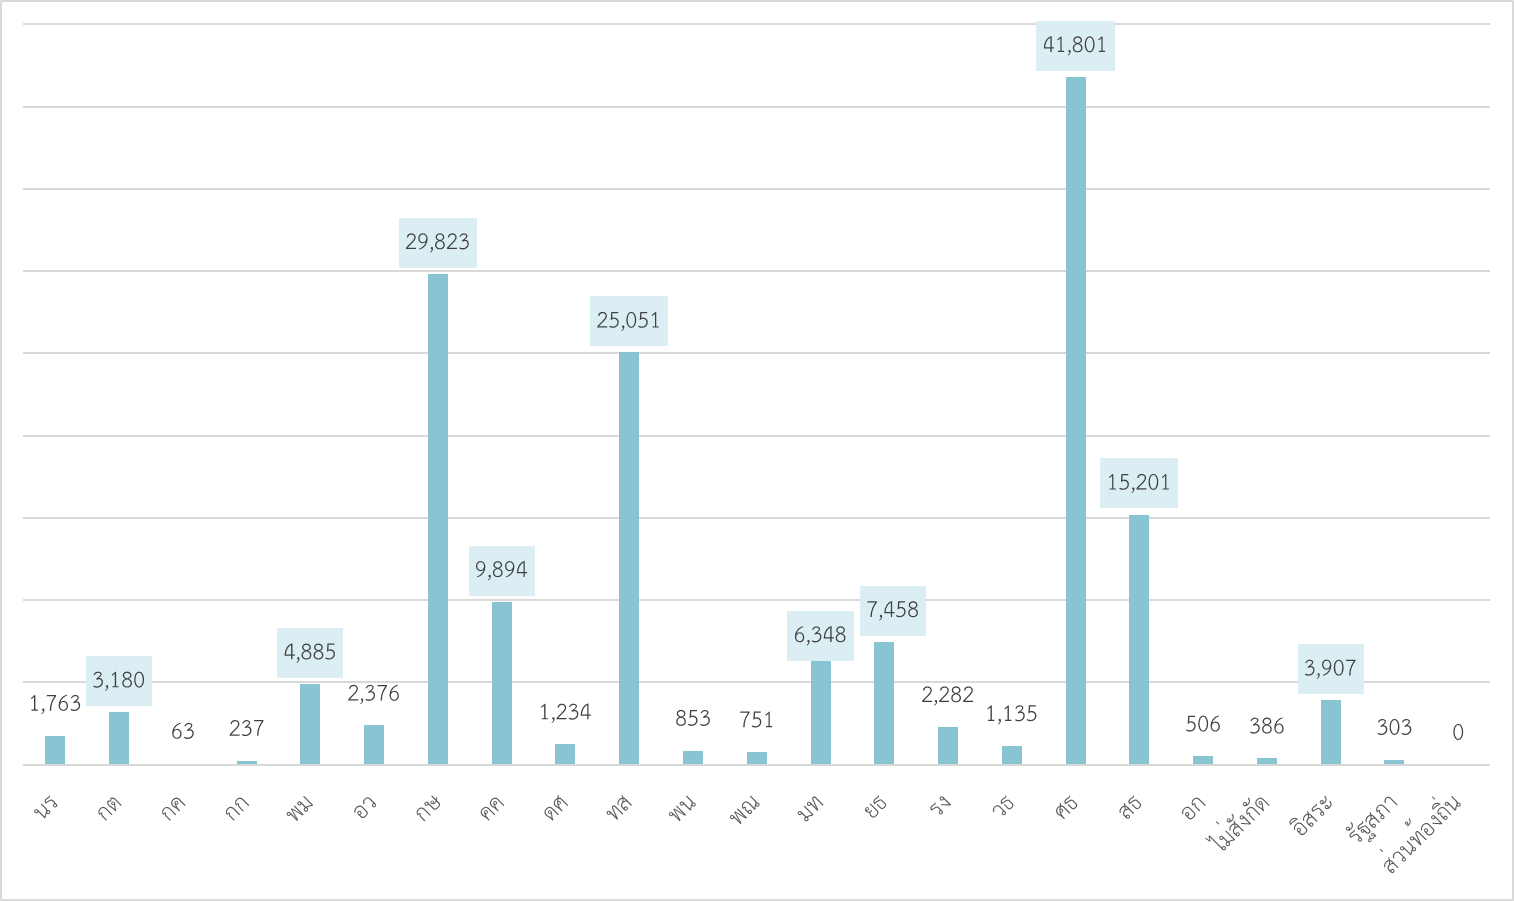 41,801
29,823
25,051
15,201
9,894
7,458
6,348
4,885
3,907
3,180
2,376
2,282
1,763
1,234
1,135
853
751
506
386
303
237
63
0
นร
กต
กค
กก
พม
อว
กษ
คค
ดศ
ทส
พน
พณ
มท
ยธ
รง
วธ
ศธ
สธ
อก
ไม่สังกัด
อิสระ
รัฐสภา
ส่วนท้องถิ่น